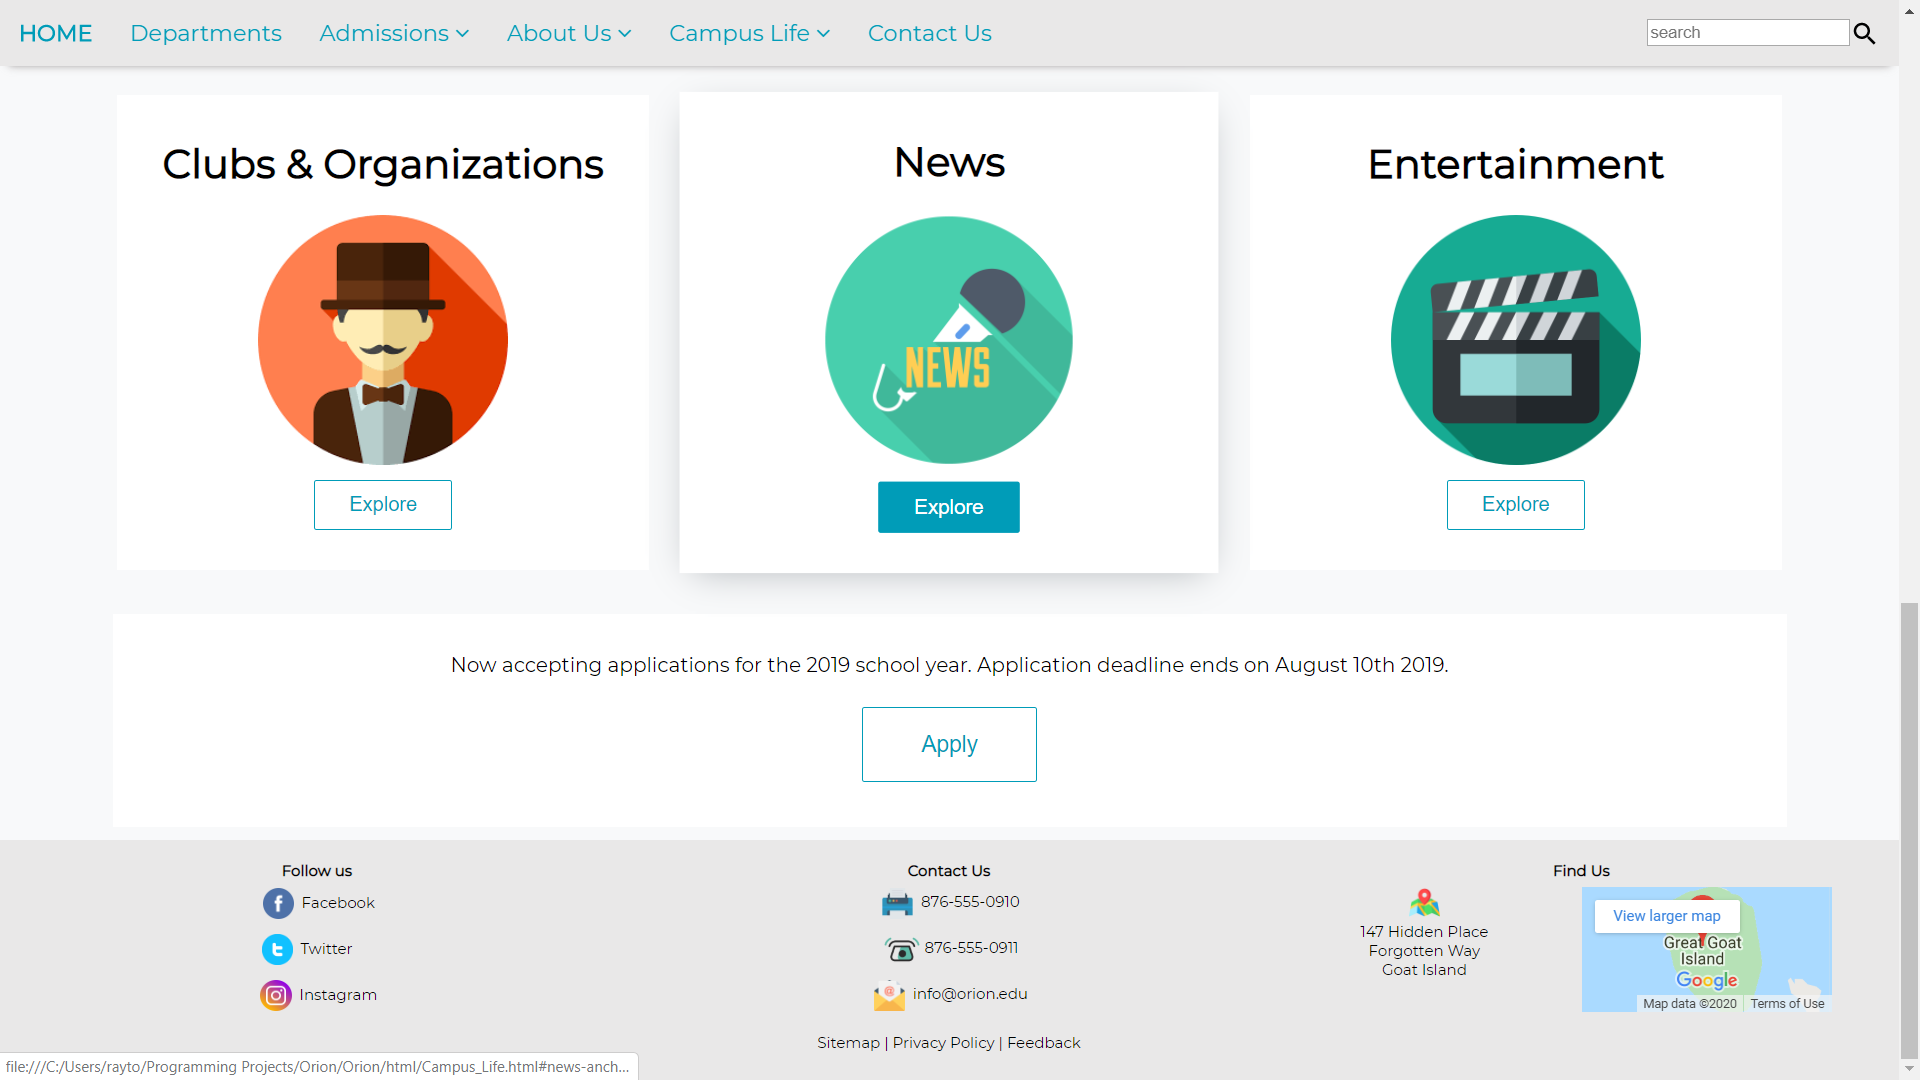 HOME Departments Admissions About Us Campus Life Contact Us search
Clubs & Organizations
Explore
News
NEWS
Explore
Entertainment
Explore
Now accepting applications for the 2019 school year. Application deadline ends on August 10th 2019.
Apply
Follow us
Facebook
Twitter
Instagram
Contact Us
876-555-0910
876-555-0911
info@orion.edu
Find Us
147 Hidden Place
Forgotten Way
Goat Island
View larger map
Great Goat
Island
Google
Map data ©2020 Terms of Use
Sitemap | Privacy Policy | Feedback
file:///C:/Users/rayto/Programming Projects/Orion/Orion/html/Campus_Life.html#news-anch...